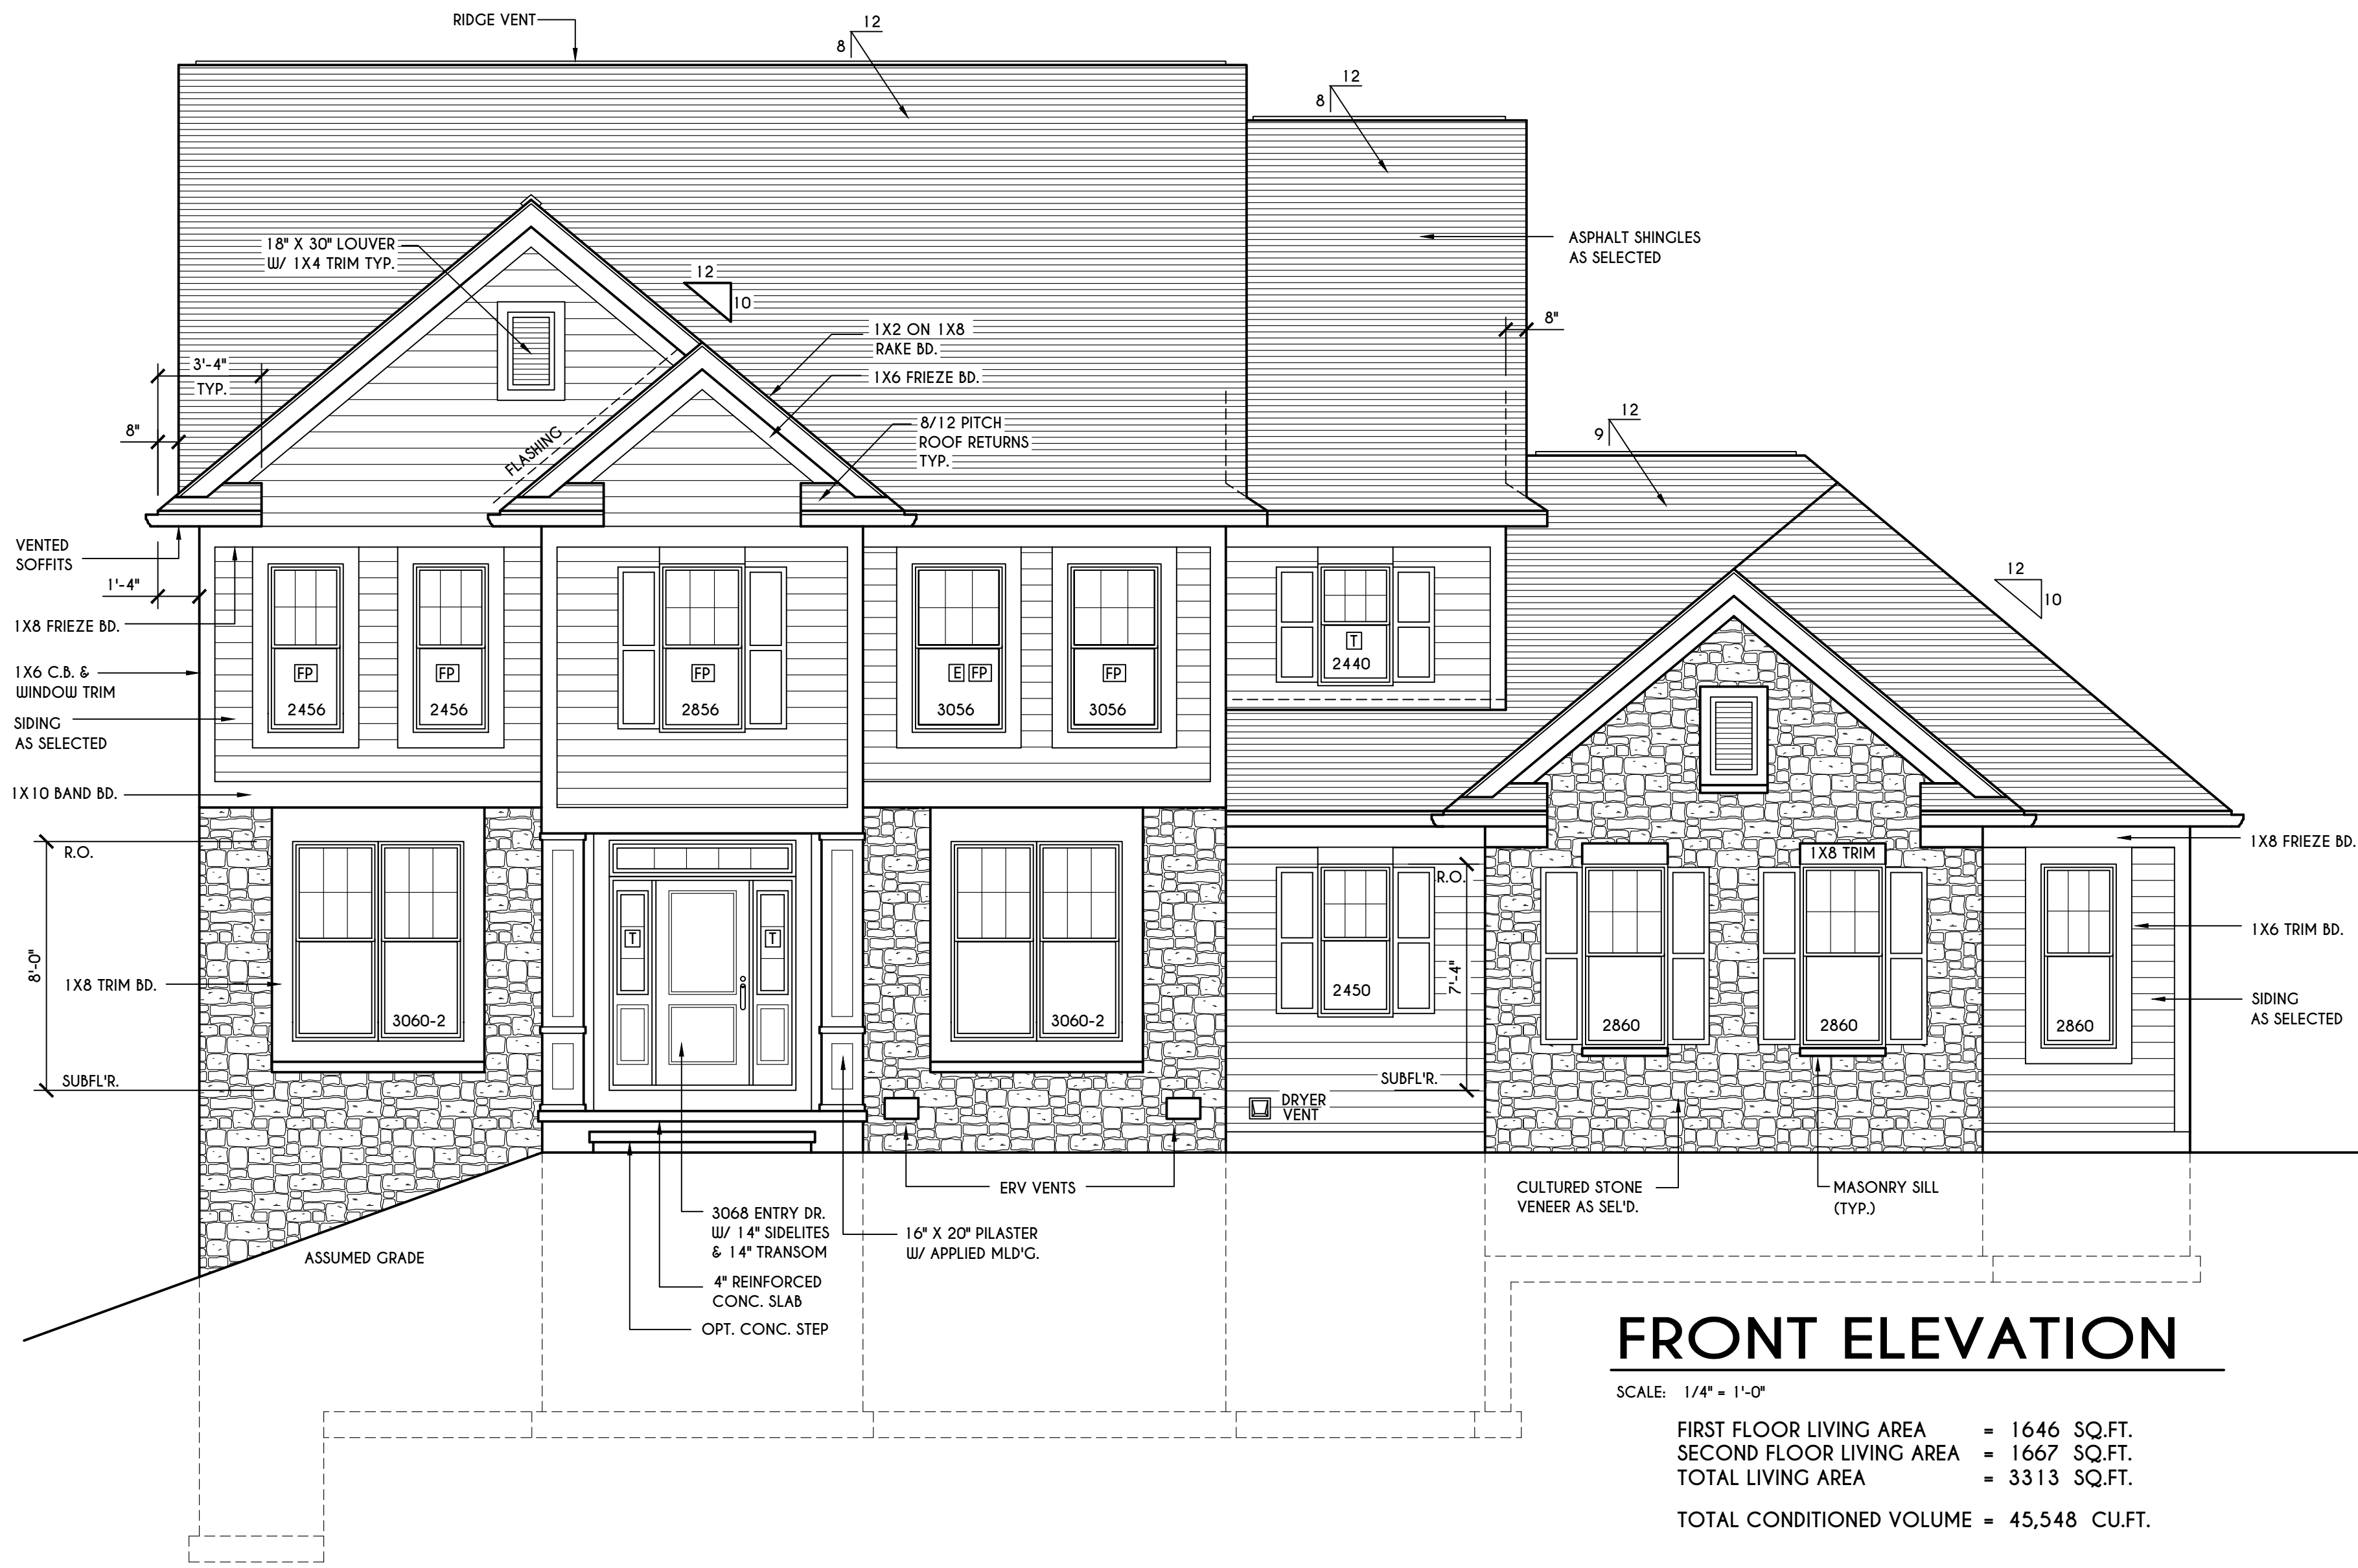 RIDGE VENT
12
8
12
8
18" X 30" LOUVER
W/ 1X4 TRIM TYP.
ASPHALT SHINGLES
AS SELECTED
12
10
1X2 ON 1X8
RAKE BD.
8"
3'-4"
TYP.
1X6 FRIEZE BD.
8"
FLASHING
8/12 PITCH
ROOF RETURNS
TYP.
12
9
VENTED
SOFFITS
1'-4"
12
10
1X8 FRIEZE BD.
1X6 C.B. &
WINDOW TRIM
SIDING
AS SELECTED
FP
2456
FP
2456
FP
2856
E FP
3056
FP
3056
T
2440
1X10 BAND BD.
R.O.
8'-0"
1X8 TRIM BD.
SUBFL'R.
3060-2
T
T
3060-2
R.O.
7'-4"
2450
SUBFL'R.
DRYER
VENT
1X8 TRIM
2860
2860
2860
1X8 FRIEZE BD.
1X6 TRIM BD.
SIDING
AS SELECTED
ERV VENTS
CULTURED STONE
VENEER AS SEL'D.
MASONRY SILL
(TYP.)
ASSUMED GRADE
3068 ENTRY DR.
W/ 14" SIDELITES
& 14" TRANSOM
16" X 20" PILASTER
W/ APPLIED MLD'G.
4" REINFORCED
CONC. SLAB
OPT. CONC. STEP
FRONT ELEVATION
SCALE: 1/4" = 1'-0"
FIRST FLOOR LIVING AREA = 1646 SQ.FT.
SECOND FLOOR LIVING AREA = 1667 SQ.FT.
TOTAL LIVING AREA = 3313 SQ.FT.
TOTAL CONDITIONED VOLUME = 45,548 CU.FT.